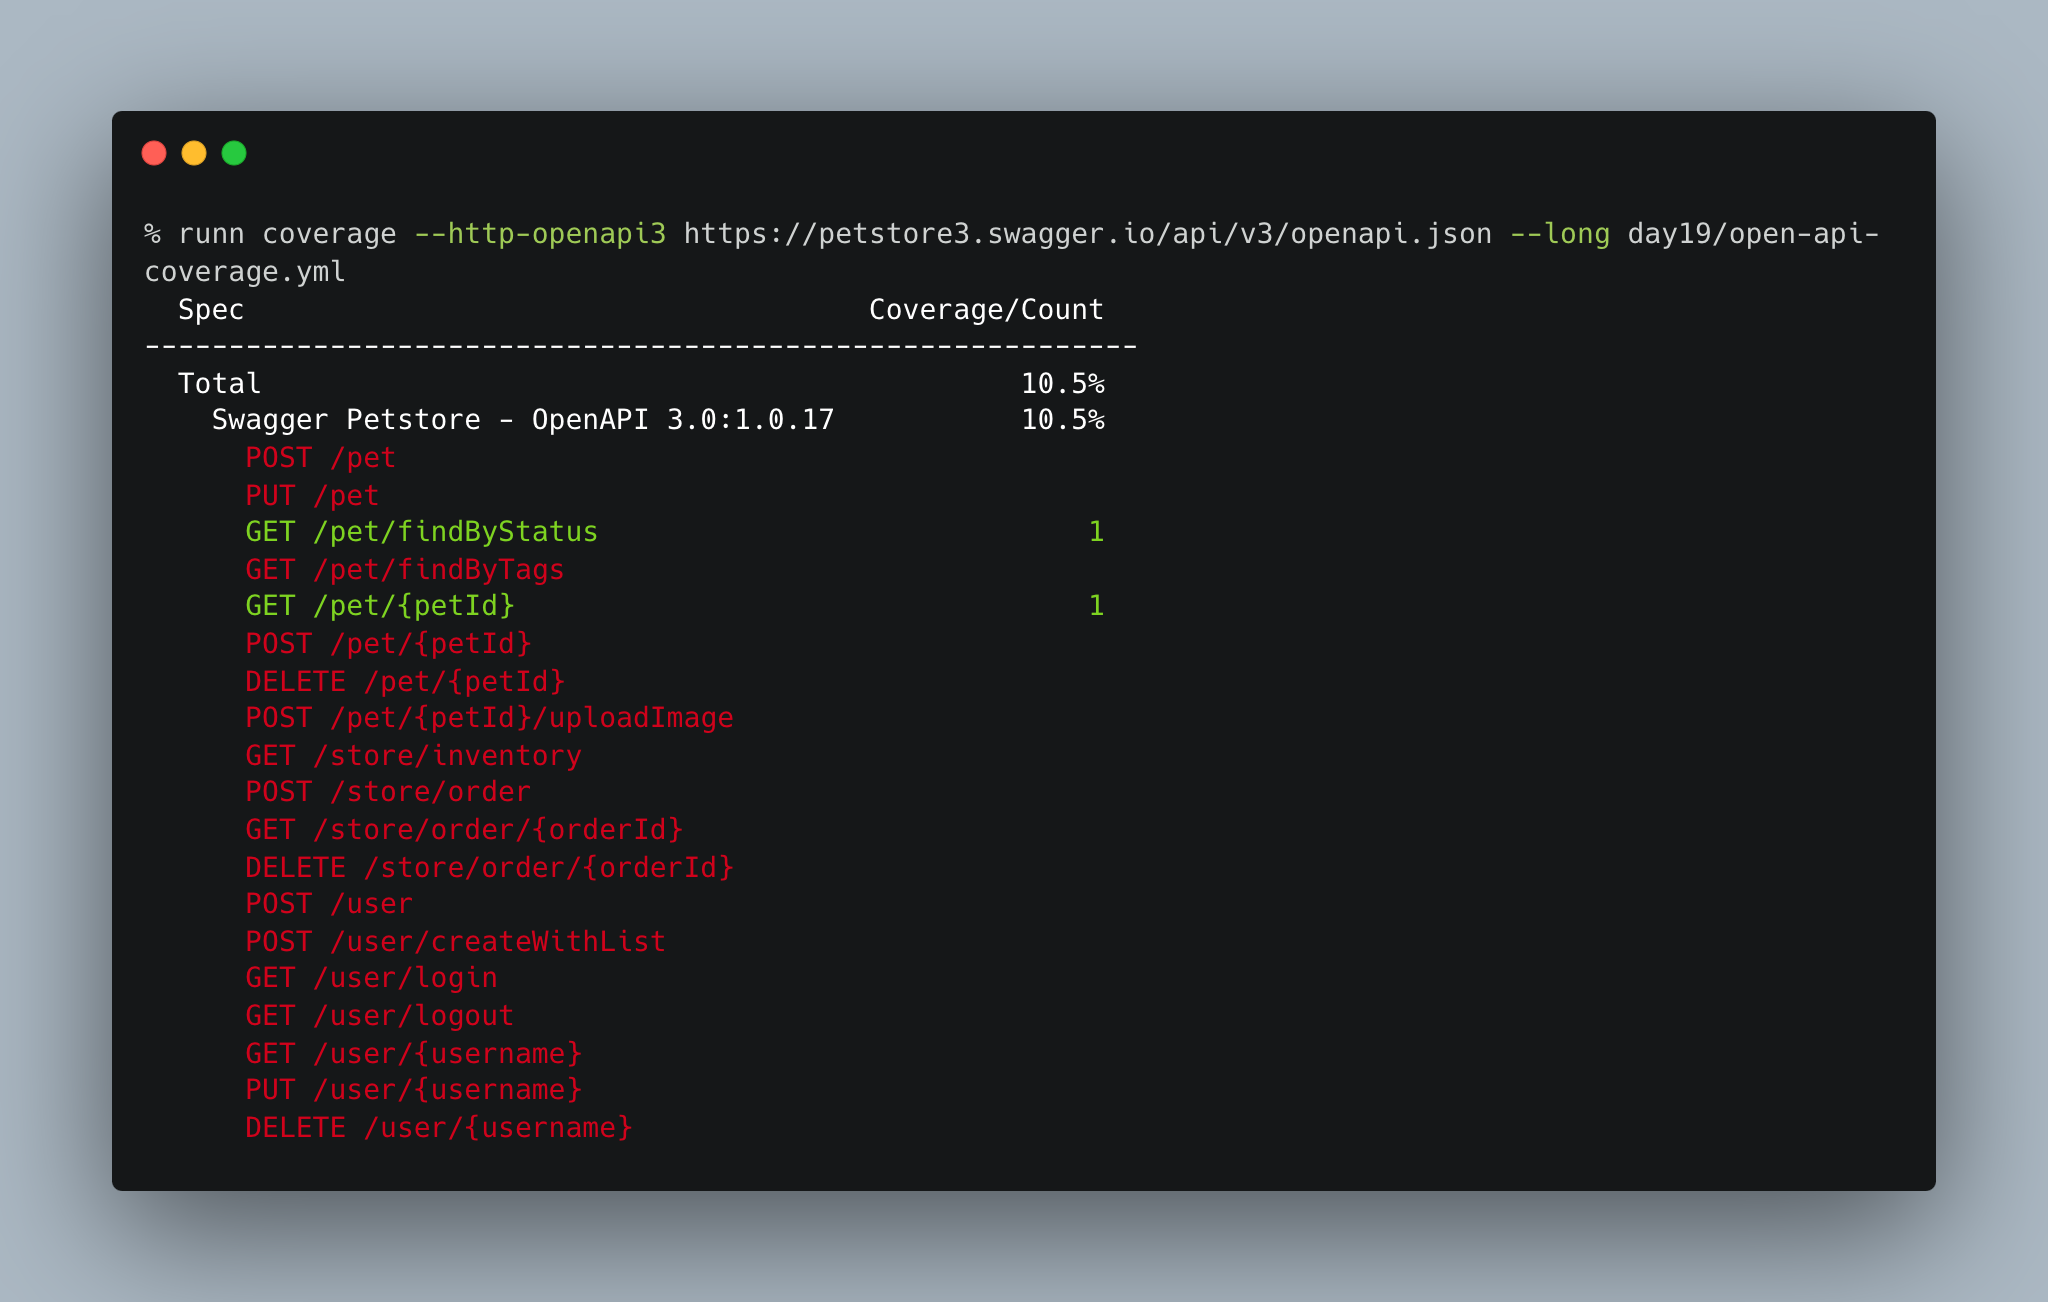 % runn coverage --http-openapi3 https://petstore3.swagger.io/api/v3/openapi.json --long day19/open-api-
coverage.yml
Spec Coverage/Count
-----------------------------------------------------------
Total 10.5%
Swagger Petstore - OpenAPI 3.0:1.0.17 10.5%
POST /pet
PUT /pet
GET /pet/findByStatus 1
GET /pet/findByTags
GET /pet/{petId} 1
POST /pet/{petId}
DELETE /pet/{petId}
POST /pet/{petId}/uploadImage
GET /store/inventory
POST /store/order
GET /store/order/{orderId}
DELETE /store/order/{orderId}
POST /user
POST /user/createWithList
GET /user/login
GET /user/logout
GET /user/{username}
PUT /user/{username}
DELETE /user/{username}